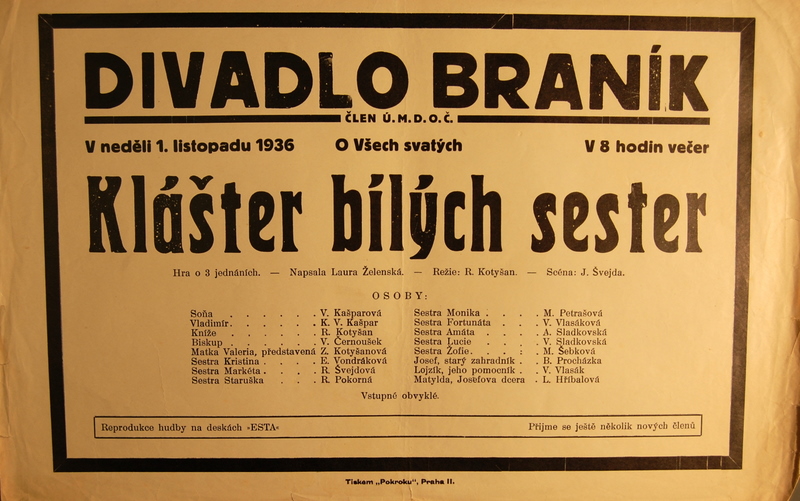 DIVADLO BRANÍK
ČLEN Ú.M.D.O.Č.
V neděli 1. listopadu 1936 O Všech svatých V 8 hodin večer
Klášter bílých sester
Hra o 3 jednáních. — Napsala Laura Želenská. — Režie: R. Kotyšan. — Scéna: J. Švejda.
OSOBY:
Soňa . . . . . . V. Kašparová
Vladimír. . . . . . K. V. Kašpar
Kníže . . . . . . R. Kotyšan
Biskup . . . . . . V. Černoušek
Matka Valeria, představená Z. Kotyšanová
Sestra Kristina . . . . E. Vondráková
Sestra Markéta . . . . R. Švejdová
Sestra Staruška . . . . R. Pokorná
Sestra Monika . . . . M. Petrašová
Sestra Fortunáta . . . . V. Vlasáková
Sestra Amáta . . . . A. Sladkovská
Sestra Lucie . . . . V. Sladkovská
Sestra Žofie . . . . M. Šebková
Josef, starý zahradník . . B. Procházka
Lojzík, jeho pomocník . . V. Vlasák
Matylda, Josefova dcera . L. Hříbalová
Vstupné obvyklé.
Reprodukce hudby na deskách »ESTA« Přijme se ještě několik nových členů
Tiskem „Pokroku“, Praha II.